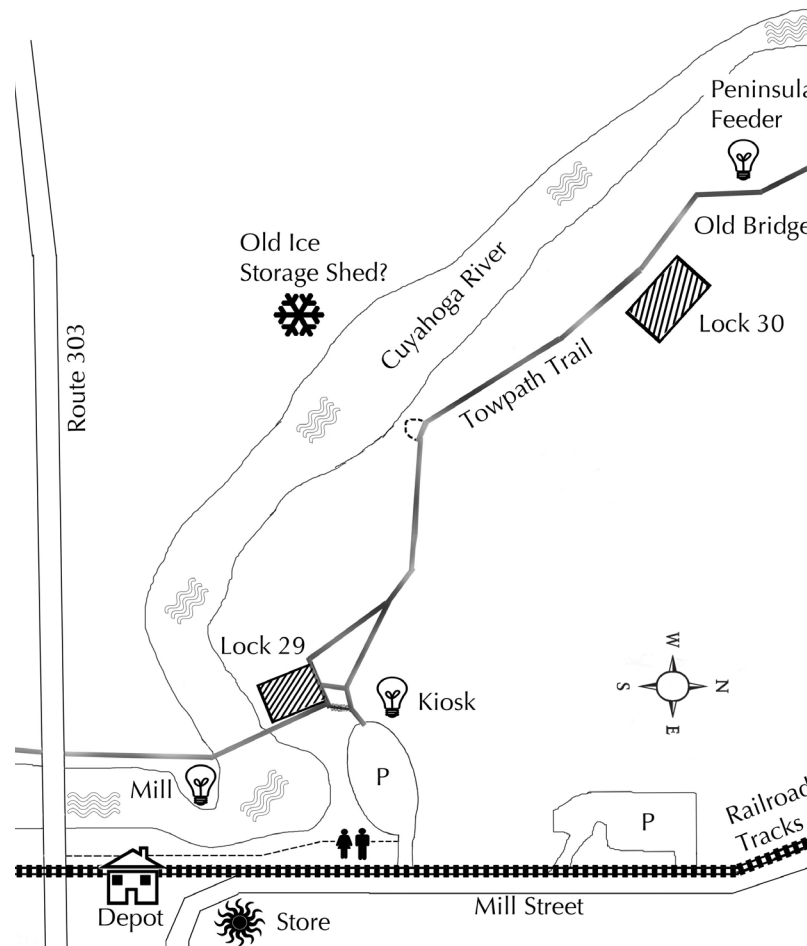 Peninsula
Feeder
Old Bridge
Old Ice
Storage Shed?
Cuyahoga River
Lock 30
Route 303
Towpath Trail
Lock 29
W
S
N
E
Kiosk
P
Mill
P
Railroad
Tracks
Depot
Store
Mill Street